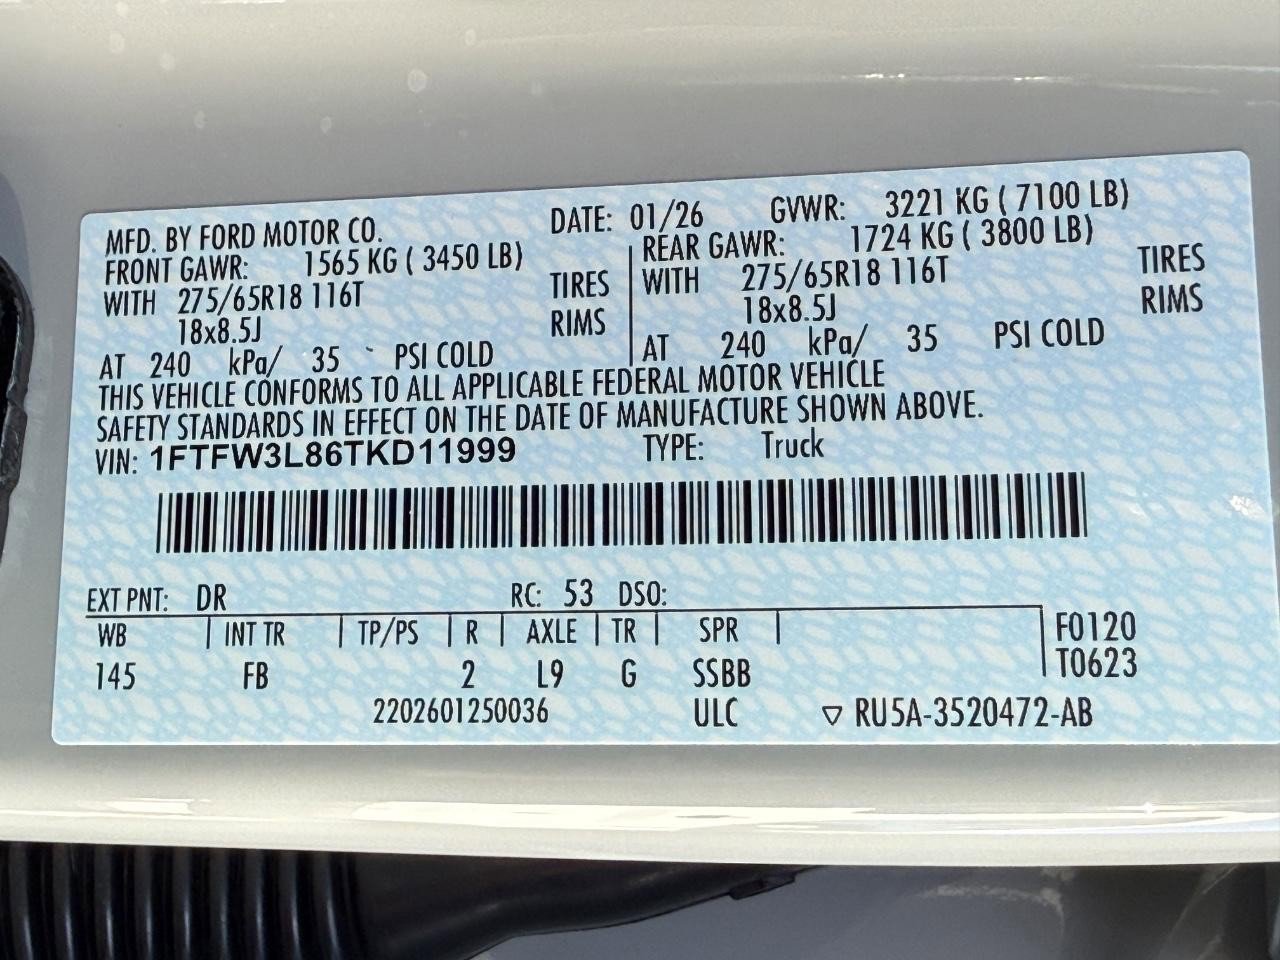 MFD. BY FORD MOTOR CO. DATE: 01/26 GVWR: 3221 KG ( 7100 LB)
FRONT GAWR: 1565 KG ( 3450 LB) REAR GAWR: 1724 KG ( 3800 LB)
WITH 275/65R18 116T TIRES WITH 275/65R18 116T TIRES
18x8.5J RIMS 18x8.5J RIMS
AT 240 kPa/ 35 PSI COLD AT 240 kPa/ 35 PSI COLD
THIS VEHICLE CONFORMS TO ALL APPLICABLE FEDERAL MOTOR VEHICLE
SAFETY STANDARDS IN EFFECT ON THE DATE OF MANUFACTURE SHOWN ABOVE.
VIN: 1FTFW3L86TKD11999 TYPE: Truck
EXT PNT: DR RC: 53 DSO:
WB INT TR TP/PS R AXLE TR SPR F0120
145 FB 2 L9 G SSBB T0623
2202601250036 ULC ▽ RU5A-3520472-AB